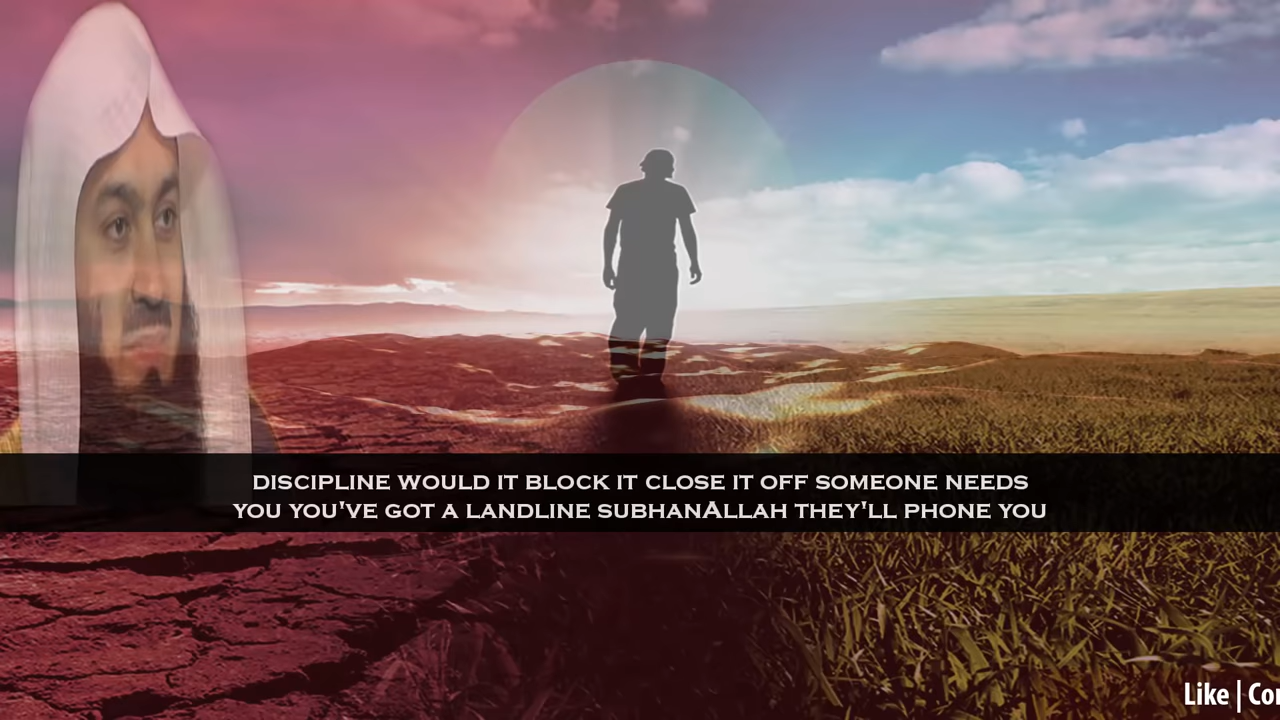 DISCIPLINE WOULD IT BLOCK IT CLOSE IT OFF SOMEONE NEEDS
YOU YOU'VE GOT A LANDLINE SUBHANALLAH THEY'LL PHONE YOU
Like | Co